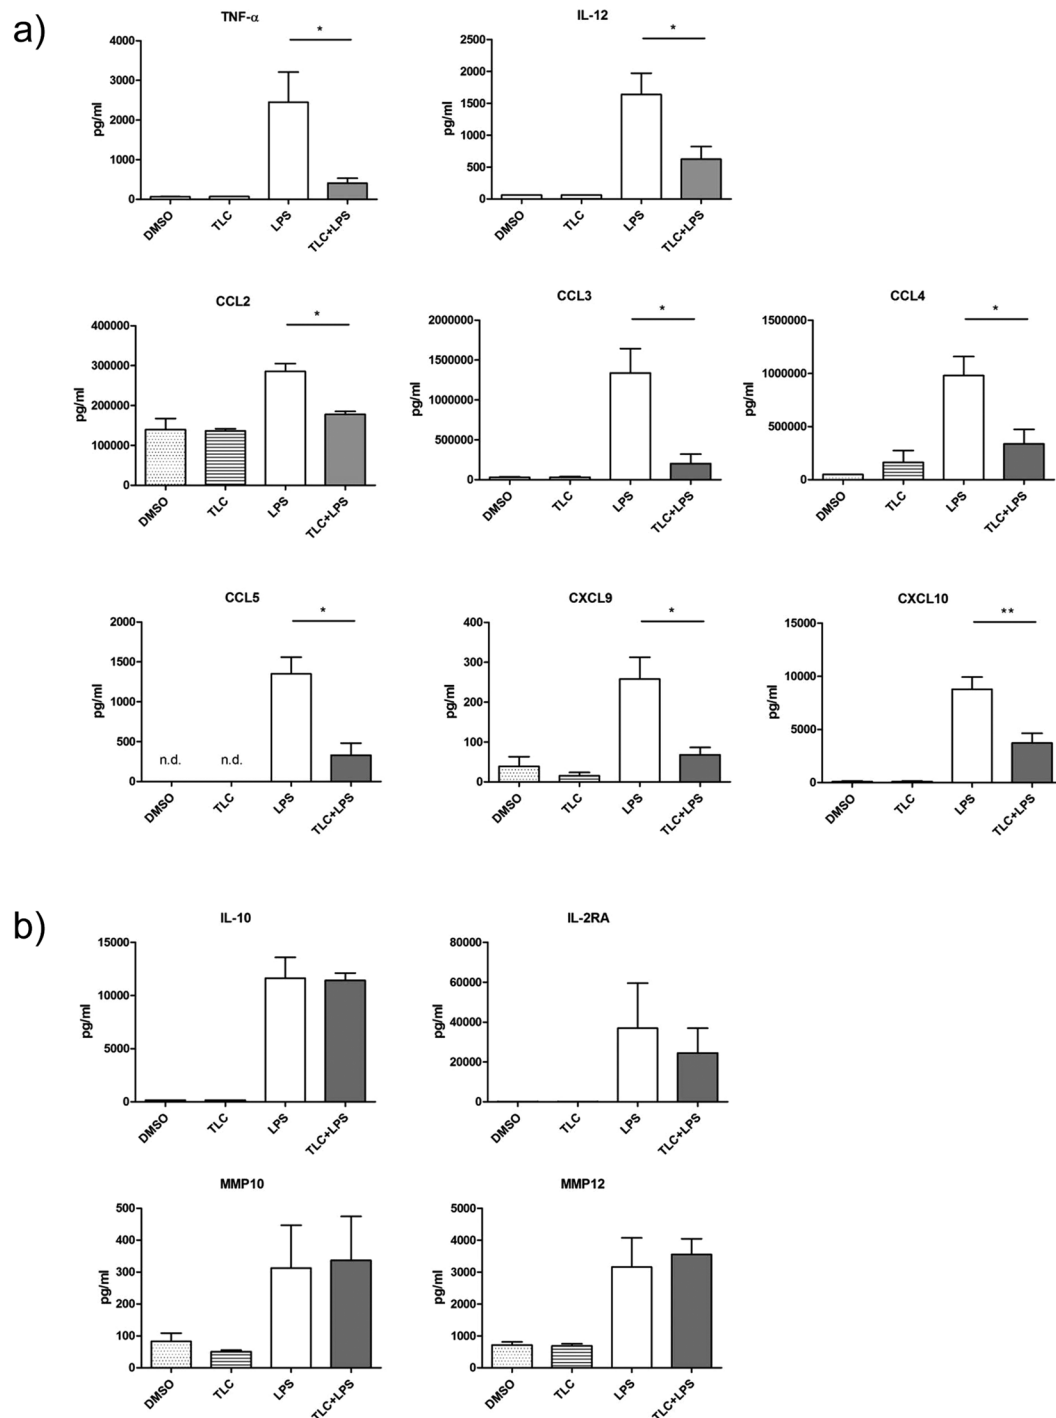 a)
TNF-α
*
4000
3000
2000
1000
0
pg/ml
DMSO
TLC
LPS
TLC+LPS
IL-12
*
2500
2000
1500
1000
500
0
pg/ml
DMSO
TLC
LPS
TLC+LPS
CCL2
*
400000
300000
200000
100000
0
pg/ml
DMSO
TLC
LPS
TLC+LPS
CCL3
*
2000000
1500000
1000000
500000
0
pg/ml
DMSO
TLC
LPS
TLC+LPS
CCL4
*
1500000
1000000
500000
0
pg/ml
DMSO
TLC
LPS
TLC+LPS
CCL5
*
2000
1500
1000
500
0
pg/ml
n.d.
n.d.
DMSO
TLC
LPS
TLC+LPS
CXCL9
*
400
300
200
100
0
pg/ml
DMSO
TLC
LPS
TLC+LPS
CXCL10
**
15000
10000
5000
0
pg/ml
DMSO
TLC
LPS
TLC+LPS
b)
IL-10
15000
10000
5000
0
pg/ml
DMSO
TLC
LPS
TLC+LPS
IL-2RA
80000
60000
40000
20000
0
pg/ml
DMSO
TLC
LPS
TLC+LPS
MMP10
500
400
300
200
100
0
pg/ml
DMSO
TLC
LPS
TLC+LPS
MMP12
5000
4000
3000
2000
1000
0
pg/ml
DMSO
TLC
LPS
TLC+LPS